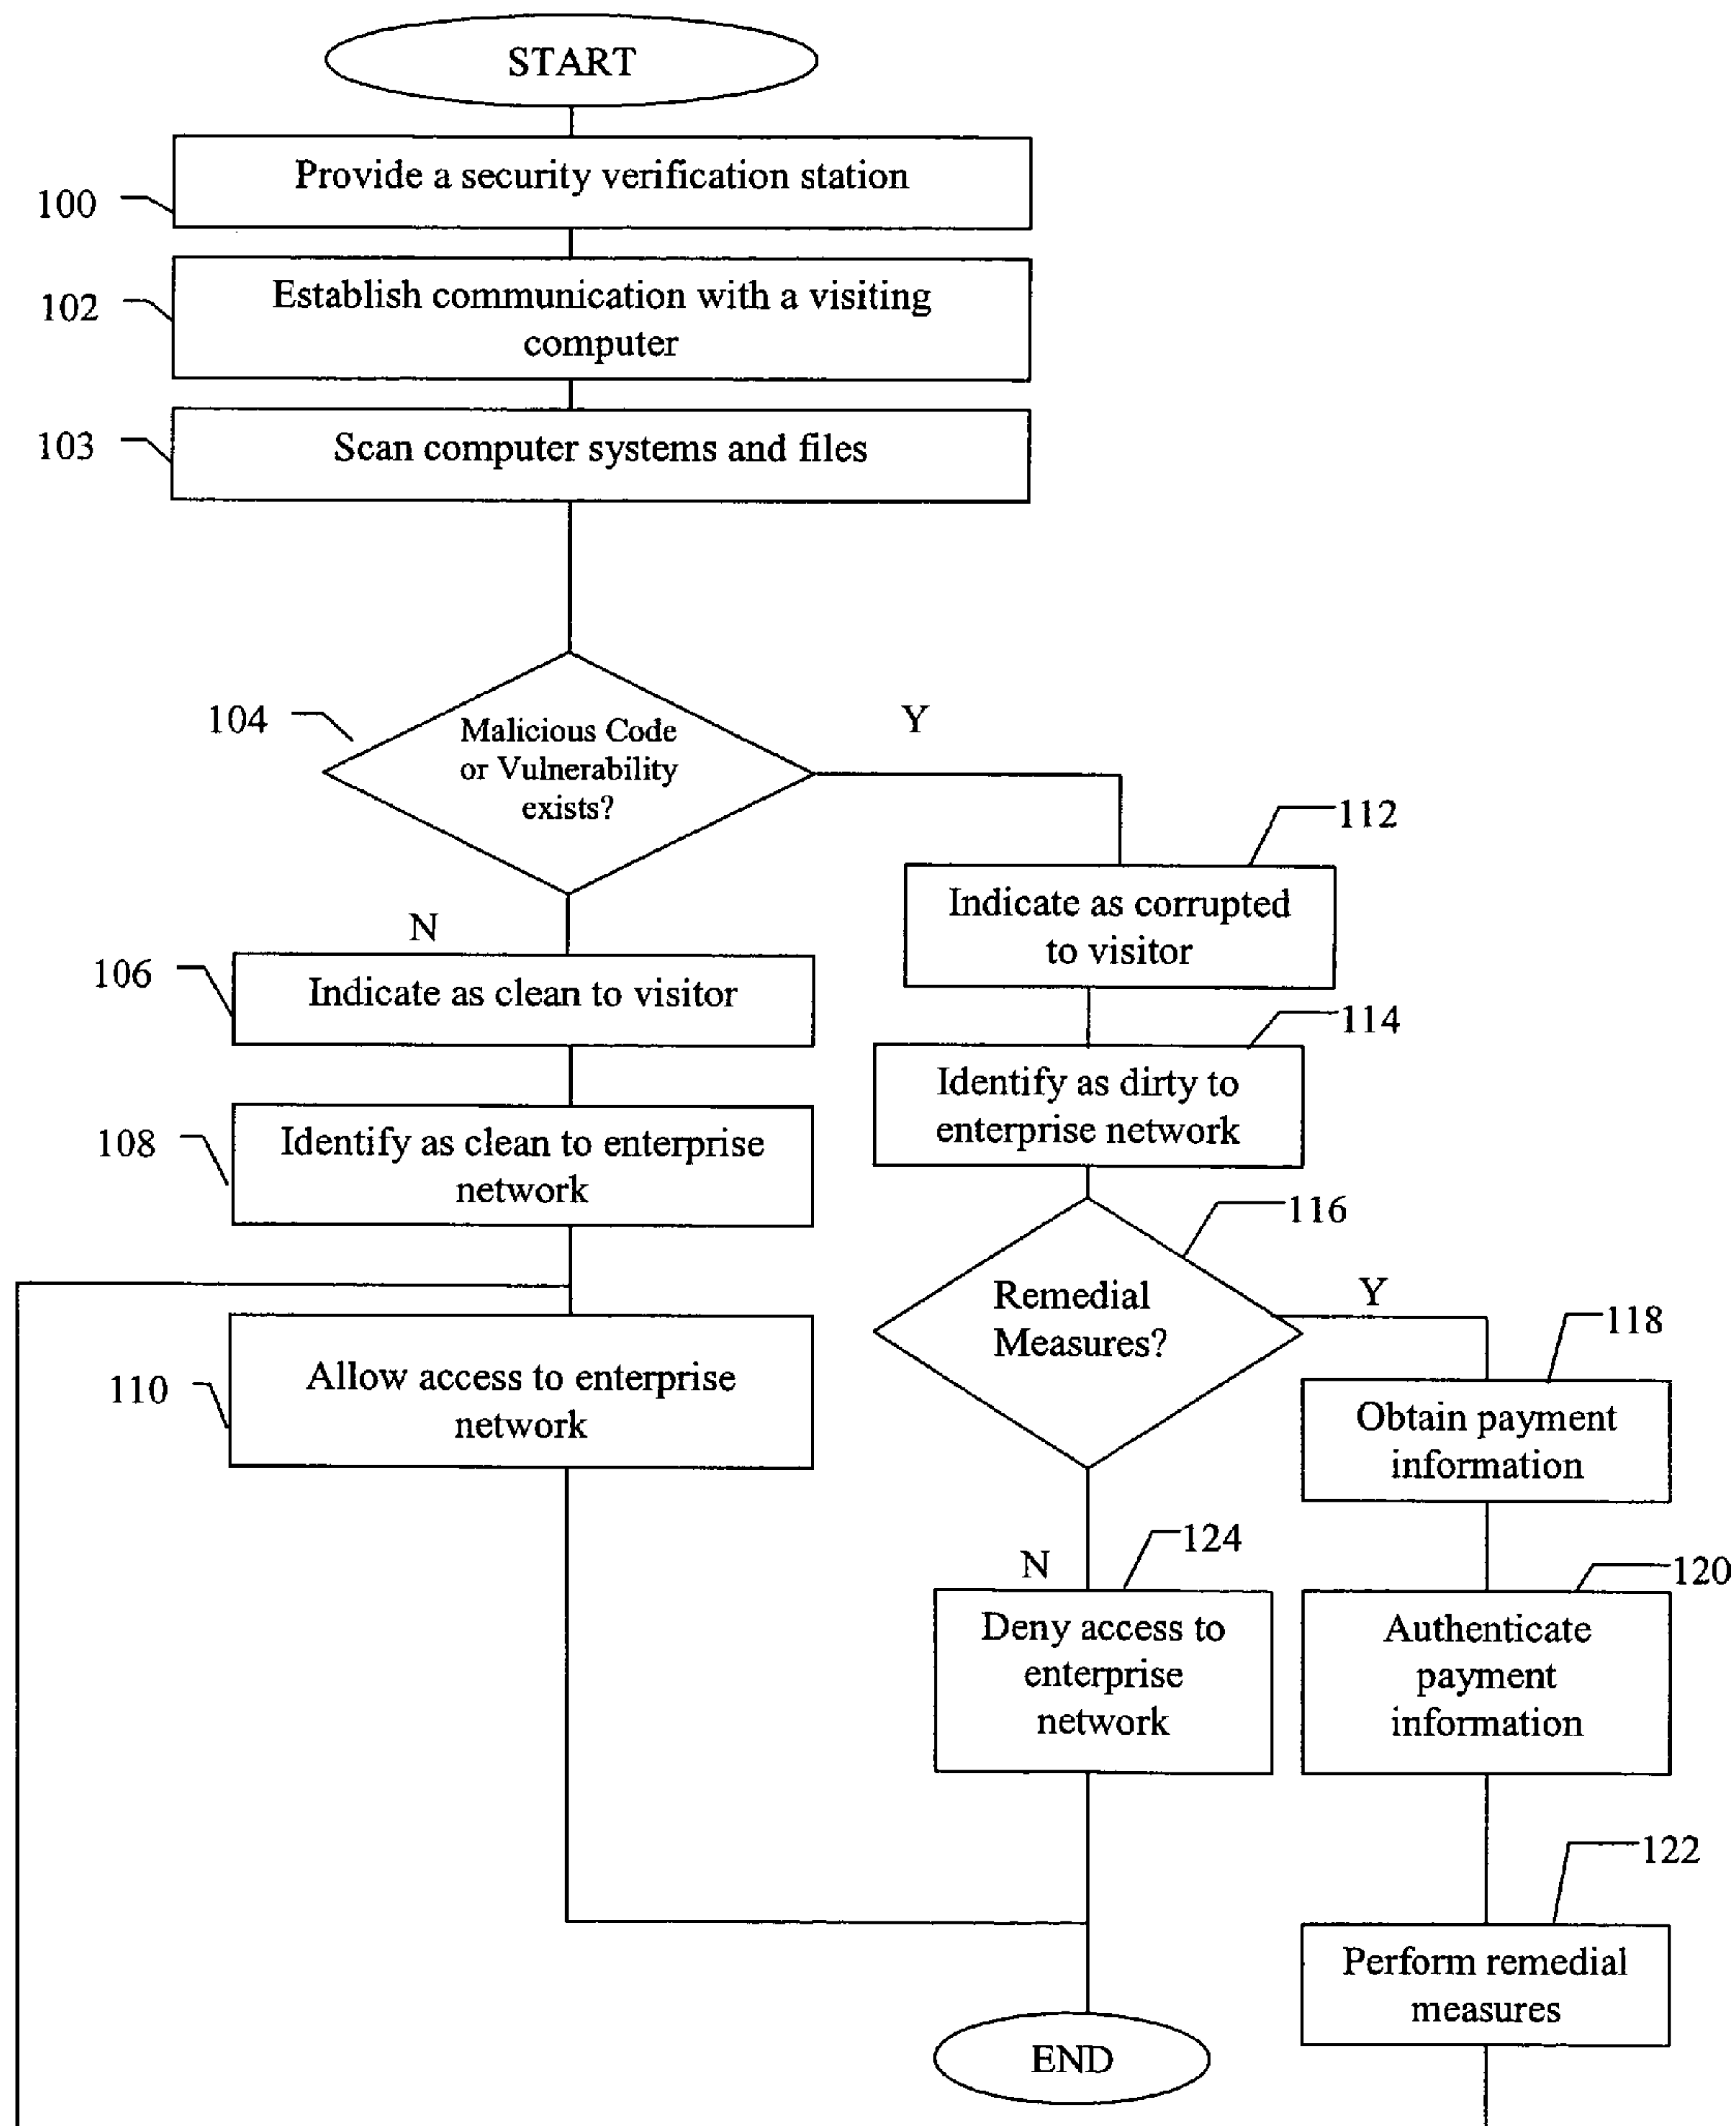 START
Provide a security verification station
100
Establish communication with a visiting
computer
102
Scan computer systems and files
103
Malicious Code
or Vulnerability
exists?
104
Y
N
112
Indicate as corrupted
to visitor
Indicate as clean to visitor
106
114
Identify as dirty to
enterprise network
Identify as clean to enterprise
network
108
116
Remedial
Measures?
Y
118
Allow access to enterprise
network
110
Obtain payment
information
N
124
120
Deny access to
enterprise
network
Authenticate
payment
information
122
Perform remedial
measures
END